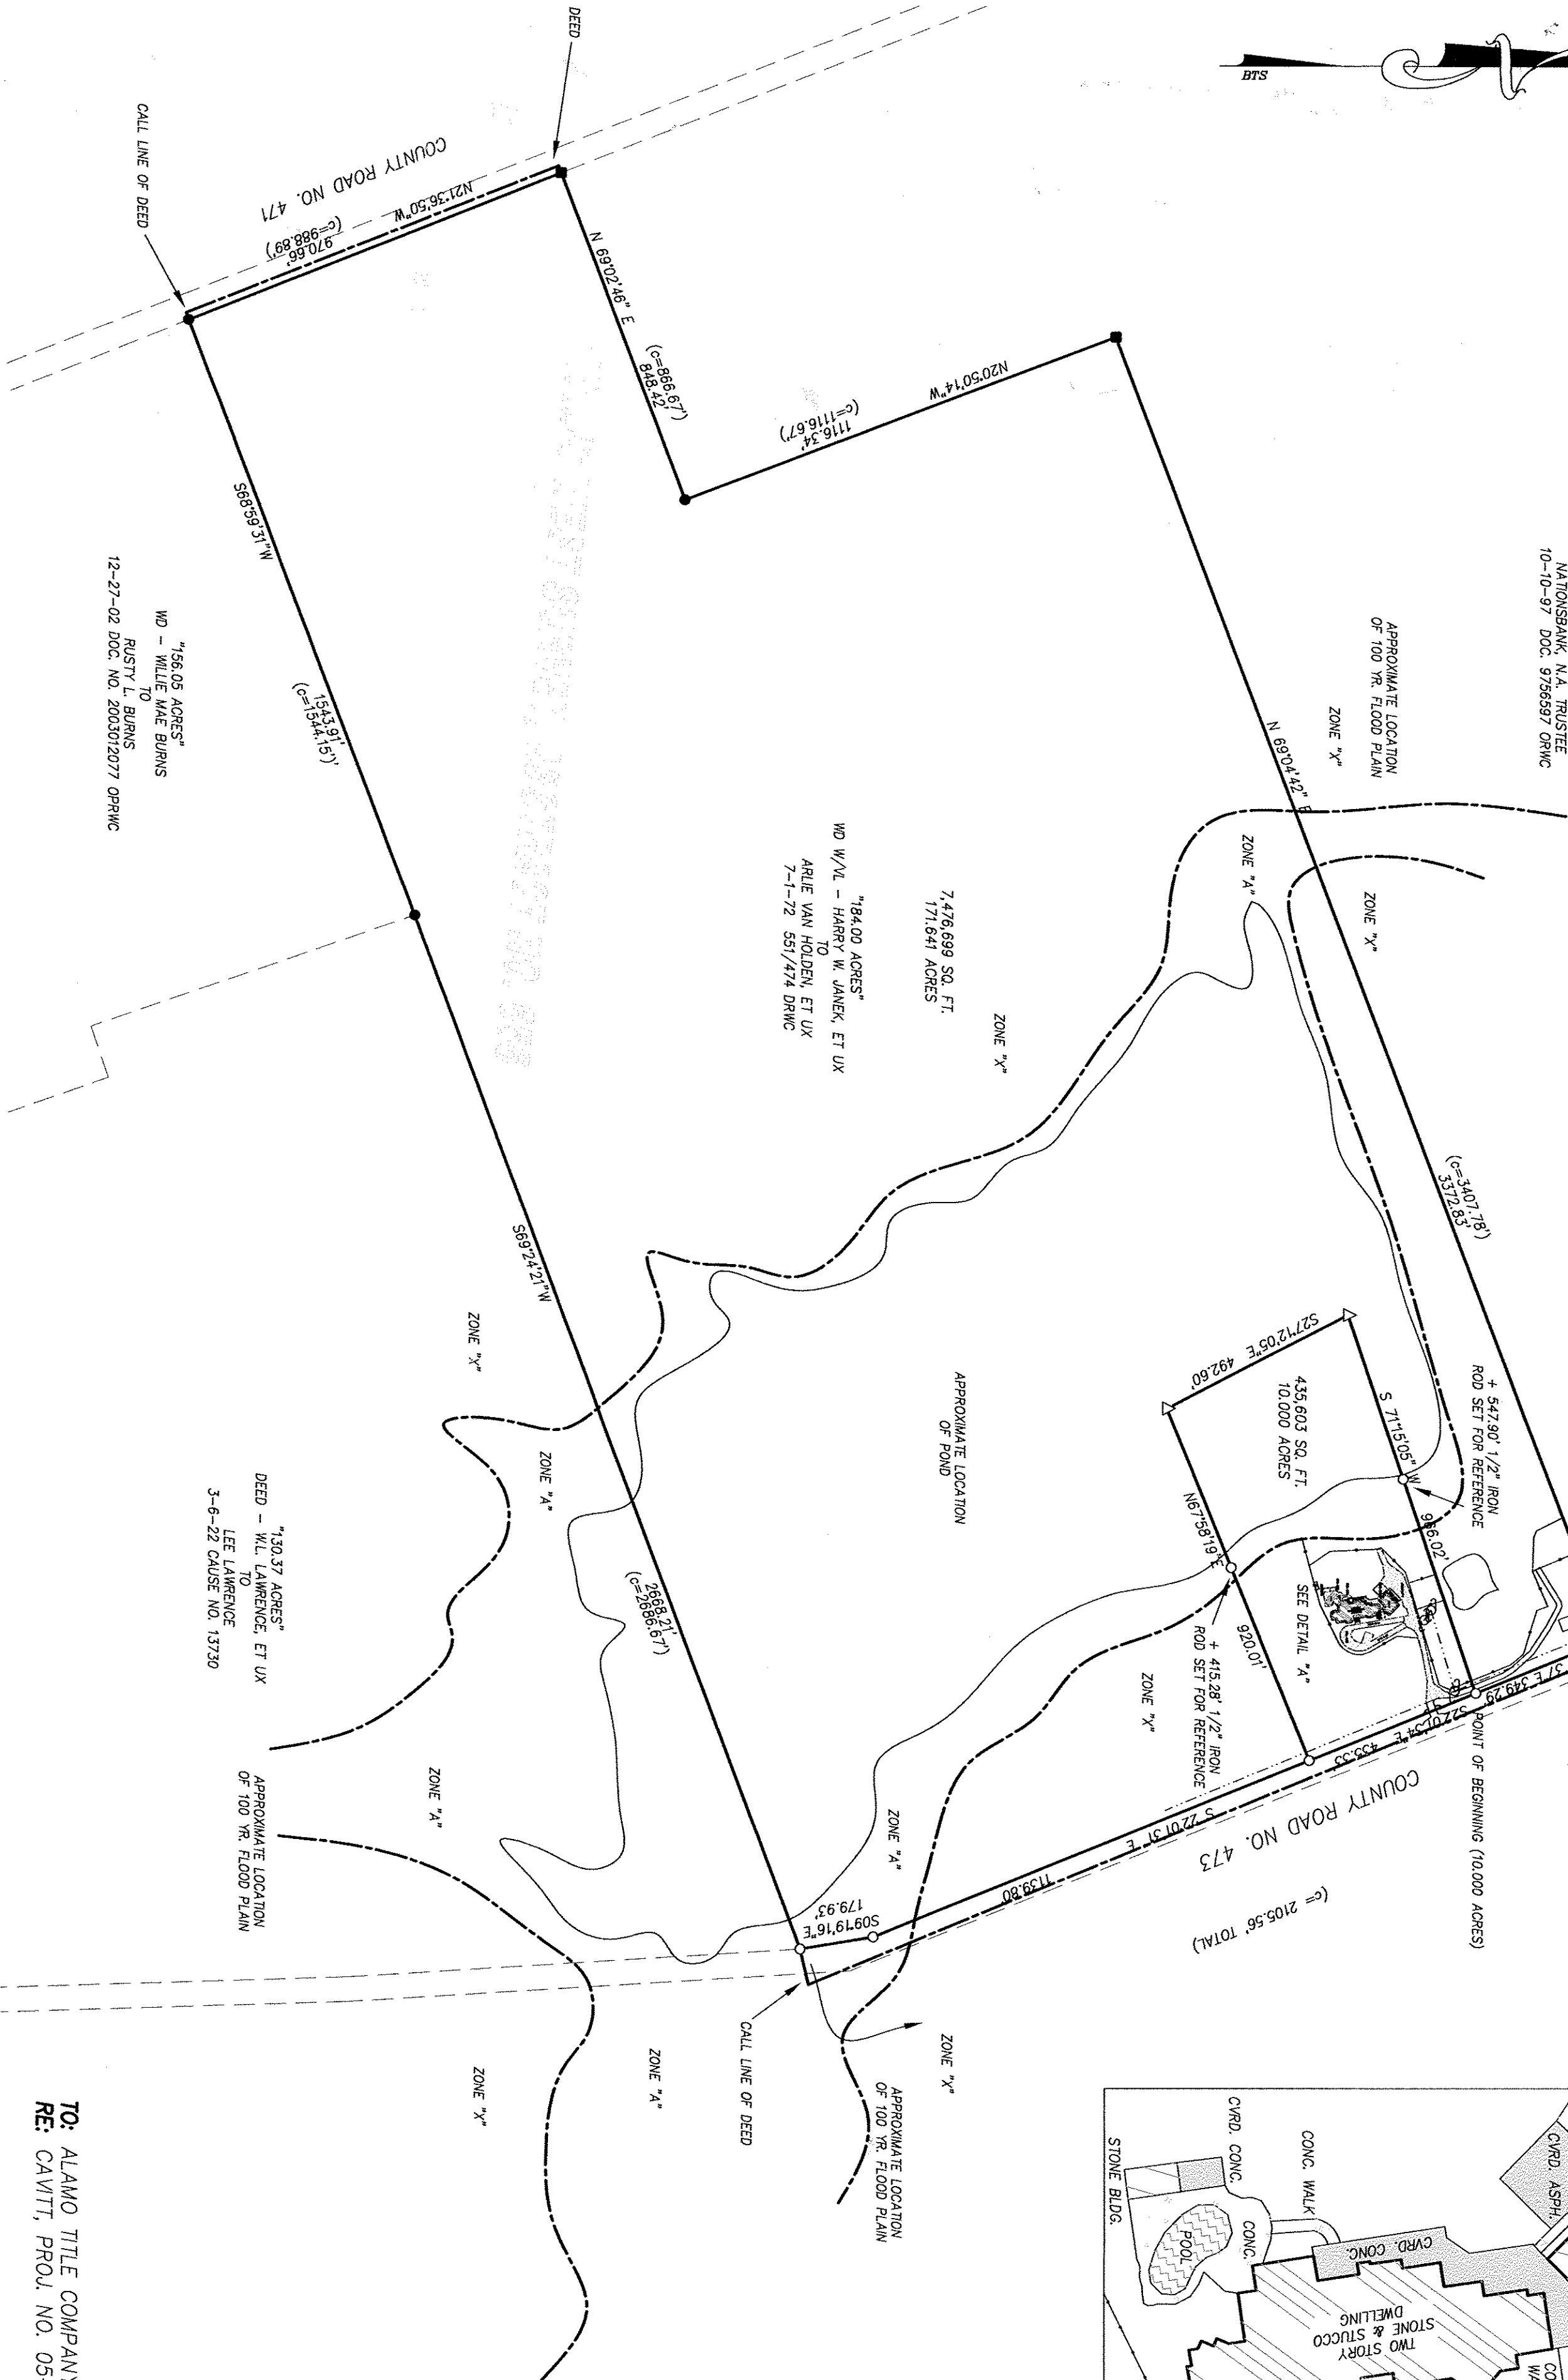 BTS
DEED
CALL LINE OF DEED
COUNTY ROAD NO. 471
N21°36'50"W
970.66'
(c=988.89')
N 69°02'46" E
(c=866.67')
848.42'
N20°50'14"W
1116.34'
(c=1116.67')
NATIONSBANK, N.A. TRUSTEE
10-10-97 DOC. 9756597 ORWC
APPROXIMATE LOCATION
OF 100 YR. FLOOD PLAIN
ZONE "X"
N 69°04'42" E
ZONE "A"
ZONE "X"
(c=3407.78')
3372.83'
S68°59'31"W
1543.91'
(c=1544.15')'
"156.05 ACRES"
WD - WILLIE MAE BURNS
TO
RUSTY L. BURNS
12-27-02 DOC. NO. 2003012077 OPRWC
7,476,699 SQ. FT.
171.641 ACRES
"184.00 ACRES"
WD W/VL - HARRY W. JANEK, ET UX
TO
ARLIE VAN HOLDEN, ET UX
7-1-72 551/474 DRWC
ZONE "X"
S69°24'21"W
2668.21'
(c=2686.67')
ZONE "X"
ZONE "A"
"130.37 ACRES"
DEED - W.L. LAWRENCE, ET UX
TO
LEE LAWRENCE
3-6-22 CAUSE NO. 13730
APPROXIMATE LOCATION
OF POND
S27°12'05"E 492.60'
435,603 SQ. FT.
10.000 ACRES
S 71°15'05" W
966.02'
+ 547.90' 1/2" IRON
ROD SET FOR REFERENCE
N67°58'19"E
920.01'
+ 415.28' 1/2" IRON
ROD SET FOR REFERENCE
SEE DETAIL "A"
37"E 349.29'
POINT OF BEGINNING (10.000 ACRES)
S22°01'34"E 455.55'
COUNTY ROAD NO. 473
(c= 2105.56' TOTAL)
S 22°01'31" E
1139.80'
ZONE "X"
ZONE "A"
S09°19'16"E
179.93'
CALL LINE OF DEED
ZONE "A"
APPROXIMATE LOCATION
OF 100 YR. FLOOD PLAIN
ZONE "X"
APPROXIMATE LOCATION
OF 100 YR. FLOOD PLAIN
ZONE "A"
ZONE "X"
CVRD. ASPH.
CVRD. CONC.
CONC. WALK
STONE BLDG.
POOL
CONC.
CVRD. CONC.
TWO STORY
STONE & STUCCO
DWELLING
TO: ALAMO TITLE COMPANY
RE: CAVITT, PROJ. NO. 05-